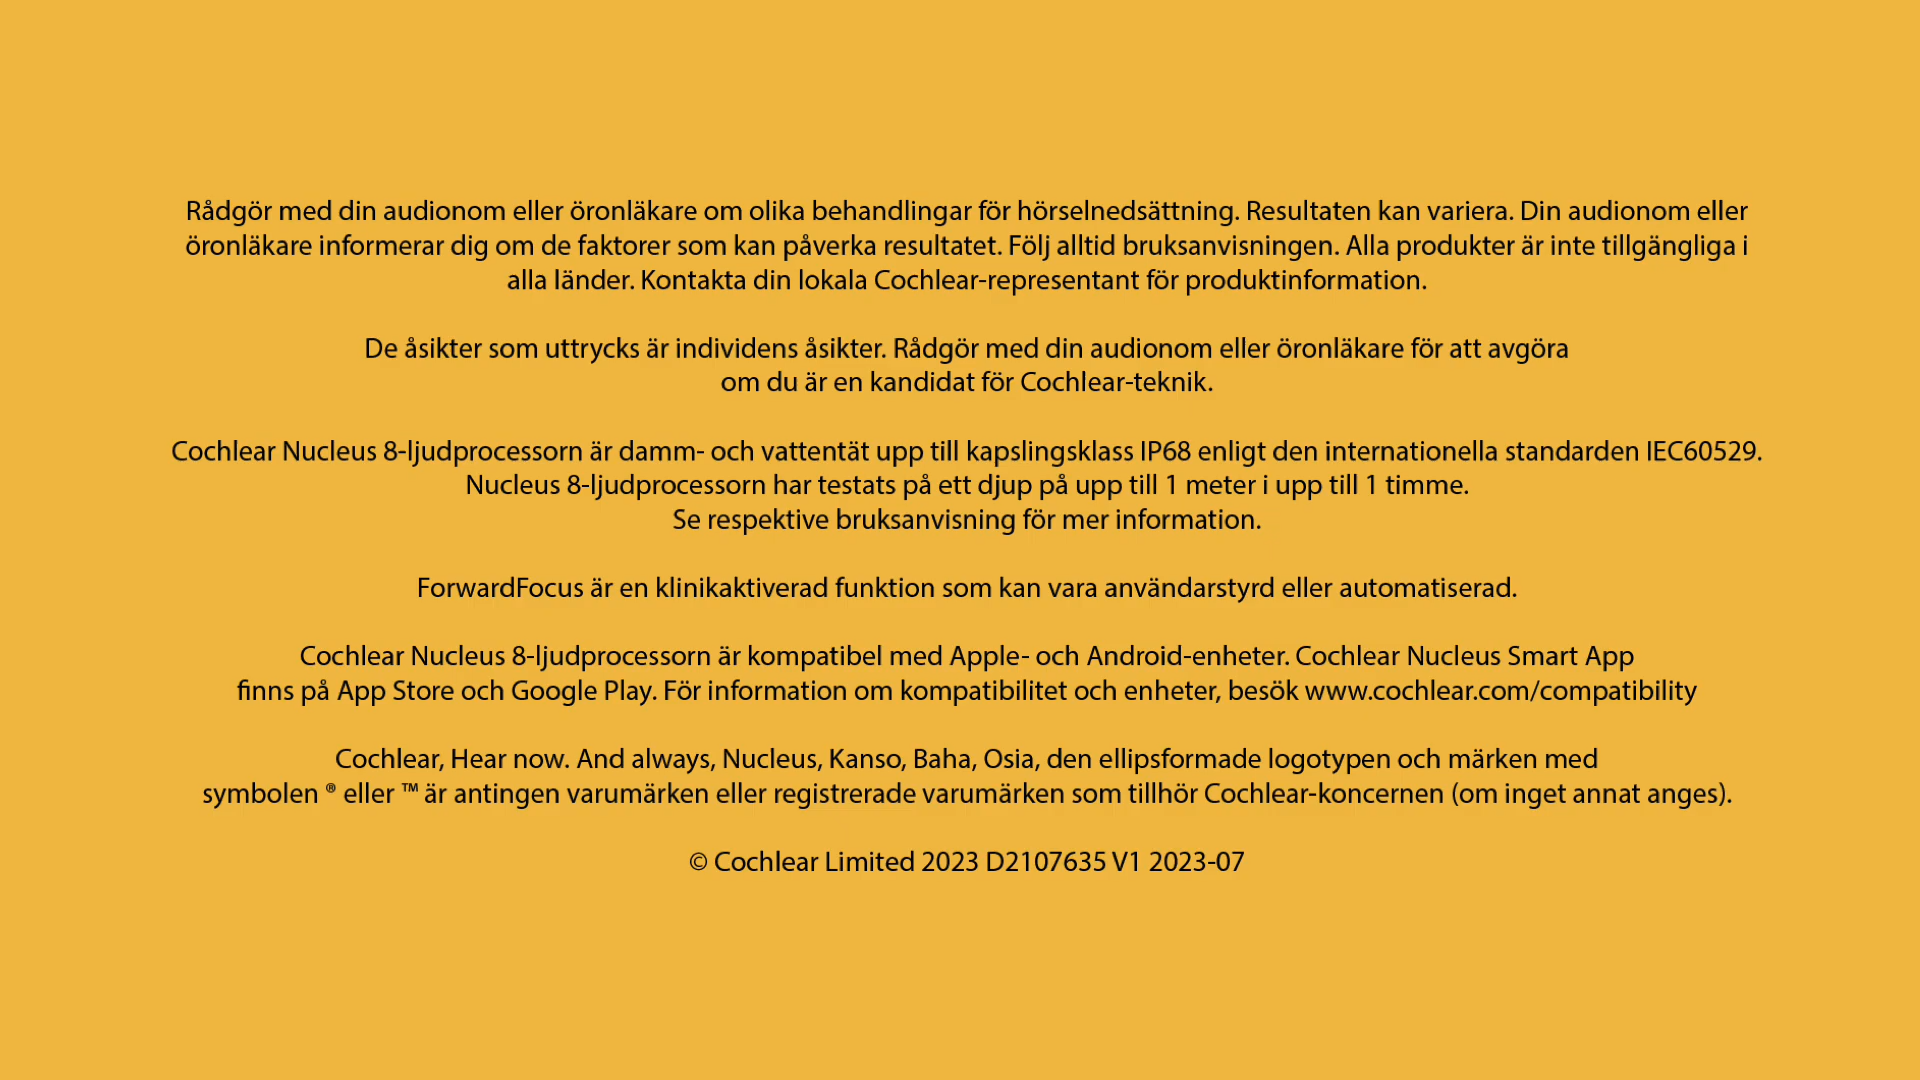 Rådgör med din audionom eller öronläkare om olika behandlingar för hörselnedsättning. Resultaten kan variera. Din audionom eller
öronläkare informerar dig om de faktorer som kan påverka resultatet. Följ alltid bruksanvisningen. Alla produkter är inte tillgängliga i
alla länder. Kontakta din lokala Cochlear-representant för produktinformation.
De åsikter som uttrycks är individens åsikter. Rådgör med din audionom eller öronläkare för att avgöra
om du är en kandidat för Cochlear-teknik.
Cochlear Nucleus 8-ljudprocessorn är damm- och vattentät upp till kapslingsklass IP68 enligt den internationella standarden IEC60529.
Nucleus 8-ljudprocessorn har testats på ett djup på upp till 1 meter i upp till 1 timme.
Se respektive bruksanvisning för mer information.
ForwardFocus är en klinikaktiverad funktion som kan vara användarstyrd eller automatiserad.
Cochlear Nucleus 8-ljudprocessorn är kompatibel med Apple- och Android-enheter. Cochlear Nucleus Smart App
finns på App Store och Google Play. För information om kompatibilitet och enheter, besök www.cochlear.com/compatibility
Cochlear, Hear now. And always, Nucleus, Kanso, Baha, Osia, den ellipsformade logotypen och märken med
symbolen ® eller ™ är antingen varumärken eller registrerade varumärken som tillhör Cochlear-koncernen (om inget annat anges).
© Cochlear Limited 2023 D2107635 V1 2023-07